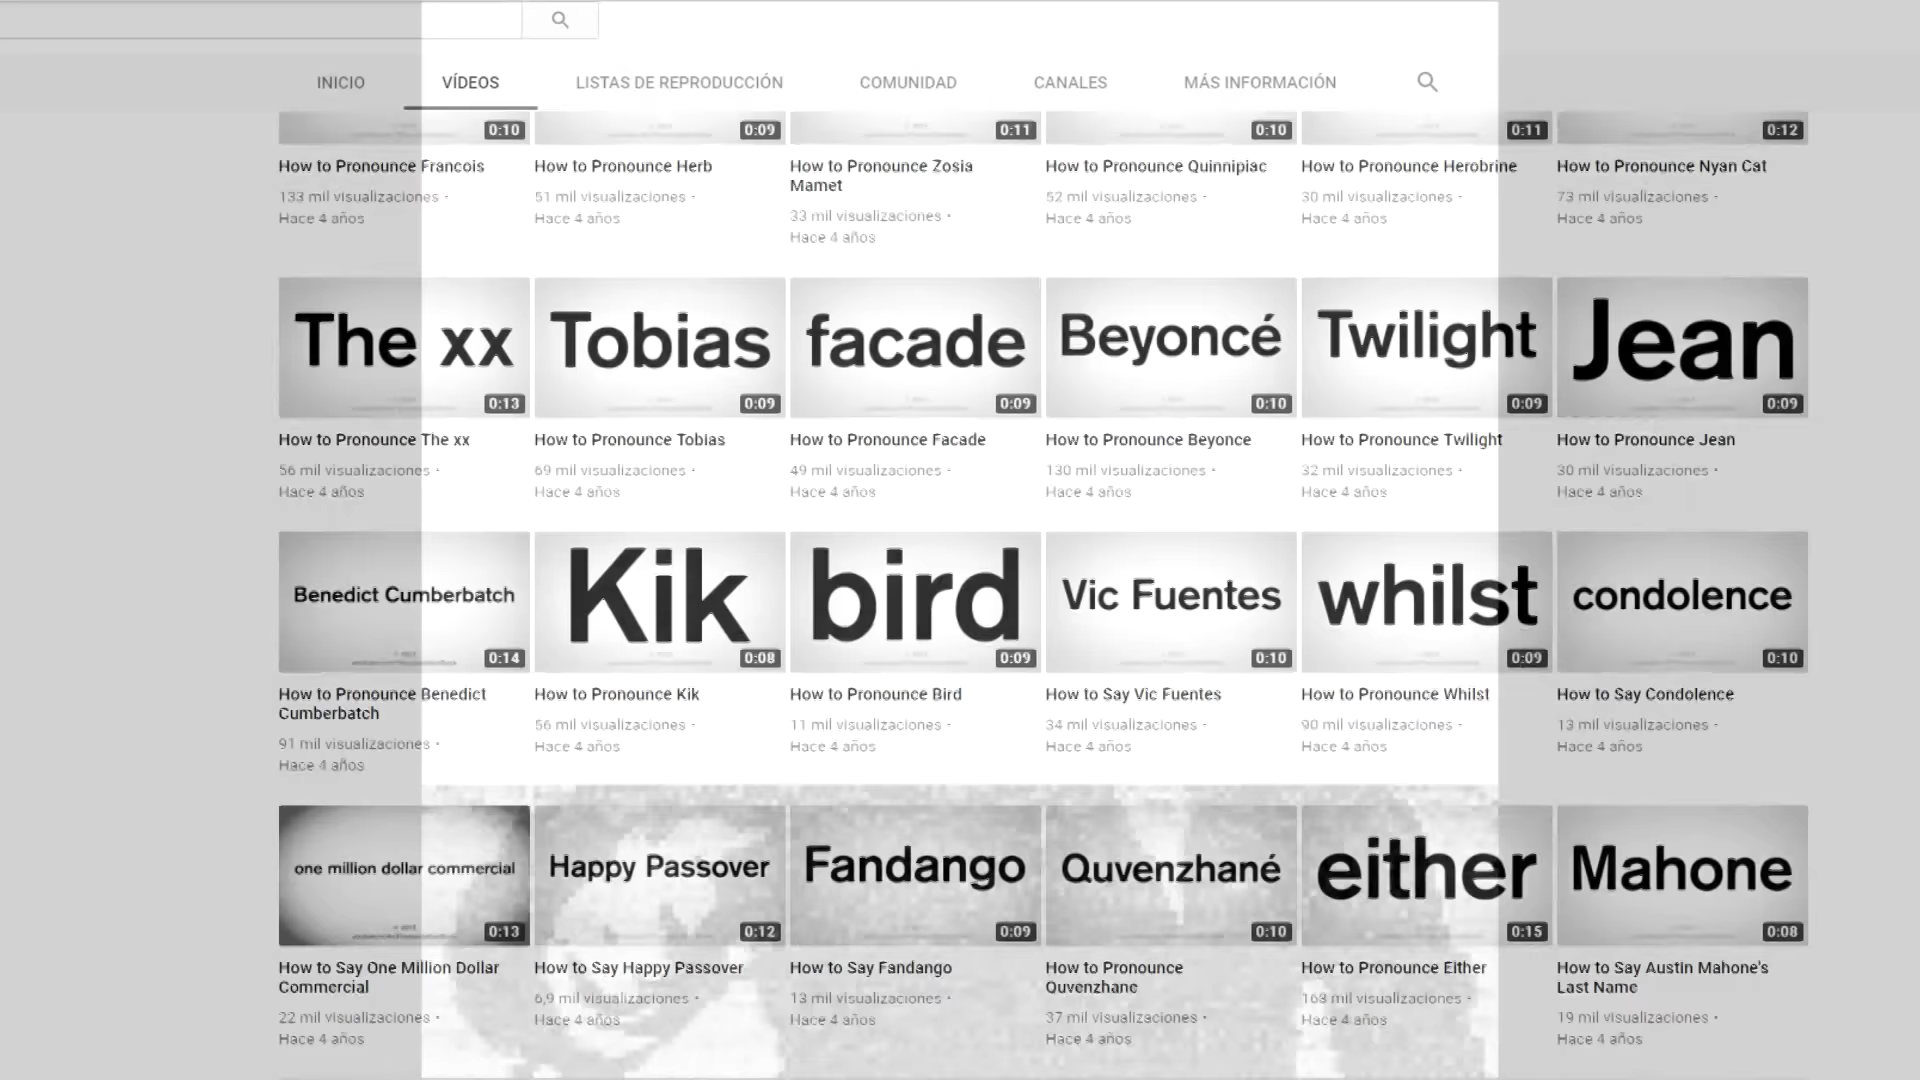 INICIO VÍDEOS LISTAS DE REPRODUCCIÓN COMUNIDAD CANALES MÁS INFORMACIÓN
0:10 0:09 0:11 0:10 0:11 0:12
How to Pronounce Francois
133 mil visualizaciones ·
Hace 4 años
How to Pronounce Herb
51 mil visualizaciones ·
Hace 4 años
How to Pronounce Zosia
Mamet
33 mil visualizaciones ·
Hace 4 años
How to Pronounce Quinnipiac
52 mil visualizaciones ·
Hace 4 años
How to Pronounce Herobrine
30 mil visualizaciones ·
Hace 4 años
How to Pronounce Nyan Cat
73 mil visualizaciones ·
Hace 4 años
The xx
0:13
How to Pronounce The xx
56 mil visualizaciones ·
Hace 4 años
Tobias
0:09
How to Pronounce Tobias
69 mil visualizaciones ·
Hace 4 años
facade
0:09
How to Pronounce Facade
49 mil visualizaciones ·
Hace 4 años
Beyoncé
0:10
How to Pronounce Beyonce
130 mil visualizaciones ·
Hace 4 años
Twilight
0:09
How to Pronounce Twilight
32 mil visualizaciones ·
Hace 4 años
Jean
0:09
How to Pronounce Jean
30 mil visualizaciones ·
Hace 4 años
Benedict Cumberbatch
0:14
How to Pronounce Benedict
Cumberbatch
91 mil visualizaciones ·
Hace 4 años
Kik
0:08
How to Pronounce Kik
56 mil visualizaciones ·
Hace 4 años
bird
0:09
How to Pronounce Bird
11 mil visualizaciones ·
Hace 4 años
Vic Fuentes
0:10
How to Say Vic Fuentes
34 mil visualizaciones ·
Hace 4 años
whilst
0:09
How to Pronounce Whilst
90 mil visualizaciones ·
Hace 4 años
condolence
0:10
How to Say Condolence
13 mil visualizaciones ·
Hace 4 años
one million dollar commercial
0:13
How to Say One Million Dollar
Commercial
22 mil visualizaciones ·
Hace 4 años
Happy Passover
0:12
How to Say Happy Passover
6,9 mil visualizaciones ·
Hace 4 años
Fandango
0:09
How to Say Fandango
13 mil visualizaciones ·
Hace 4 años
Quvenzhané
0:10
How to Pronounce
Quvenzhane
37 mil visualizaciones ·
Hace 4 años
either
0:15
How to Pronounce Either
168 mil visualizaciones ·
Hace 4 años
Mahone
0:08
How to Say Austin Mahone's
Last Name
19 mil visualizaciones ·
Hace 4 años